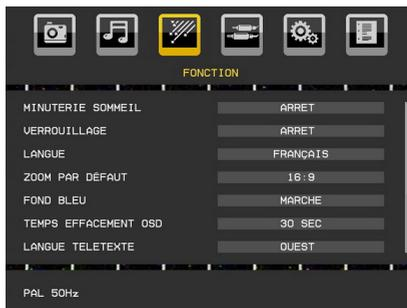 FONCTION
MINUTERIE SOMMEIL ARRET
VERROUILLAGE ARRET
LANGUE FRANÇAIS
ZOOM PAR DÉFAUT 16:9
FOND BLEU MARCHE
TEMPS EFFACEMENT OSD 30 SEC
LANGUE TELETEXTE OUEST
PAL 50Hz